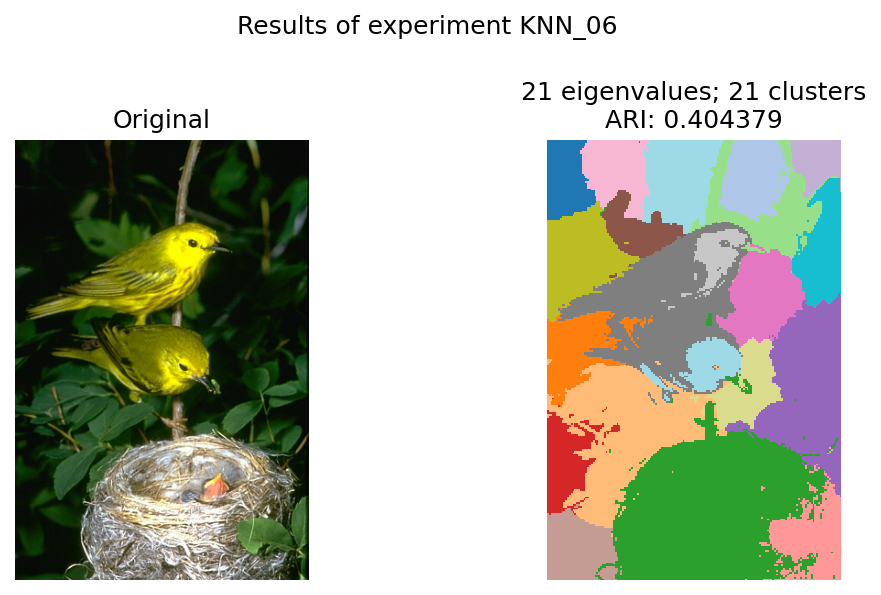 Results of experiment KNN_06
Original
21 eigenvalues; 21 clusters
ARI: 0.404379